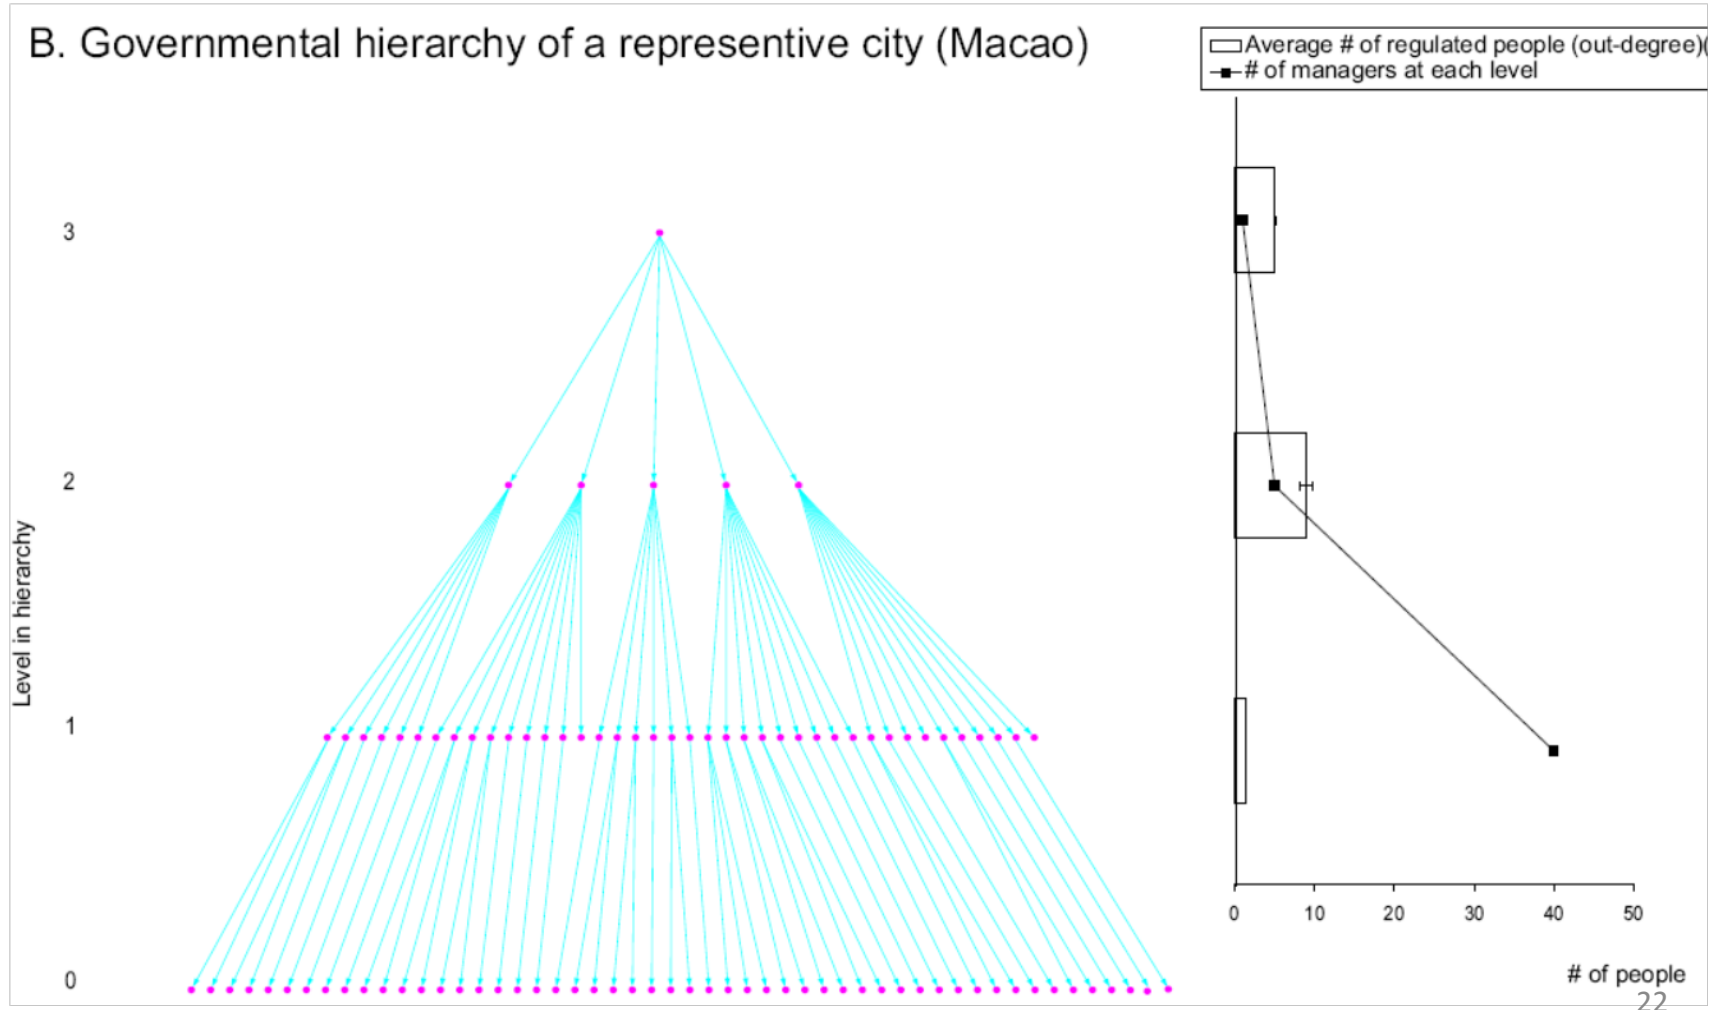 B. Governmental hierarchy of a representive city (Macao)
Average # of regulated people (out-degree)(
# of managers at each level
3
2
1
0
Level in hierarchy
0 10 20 30 40 50
# of people
22